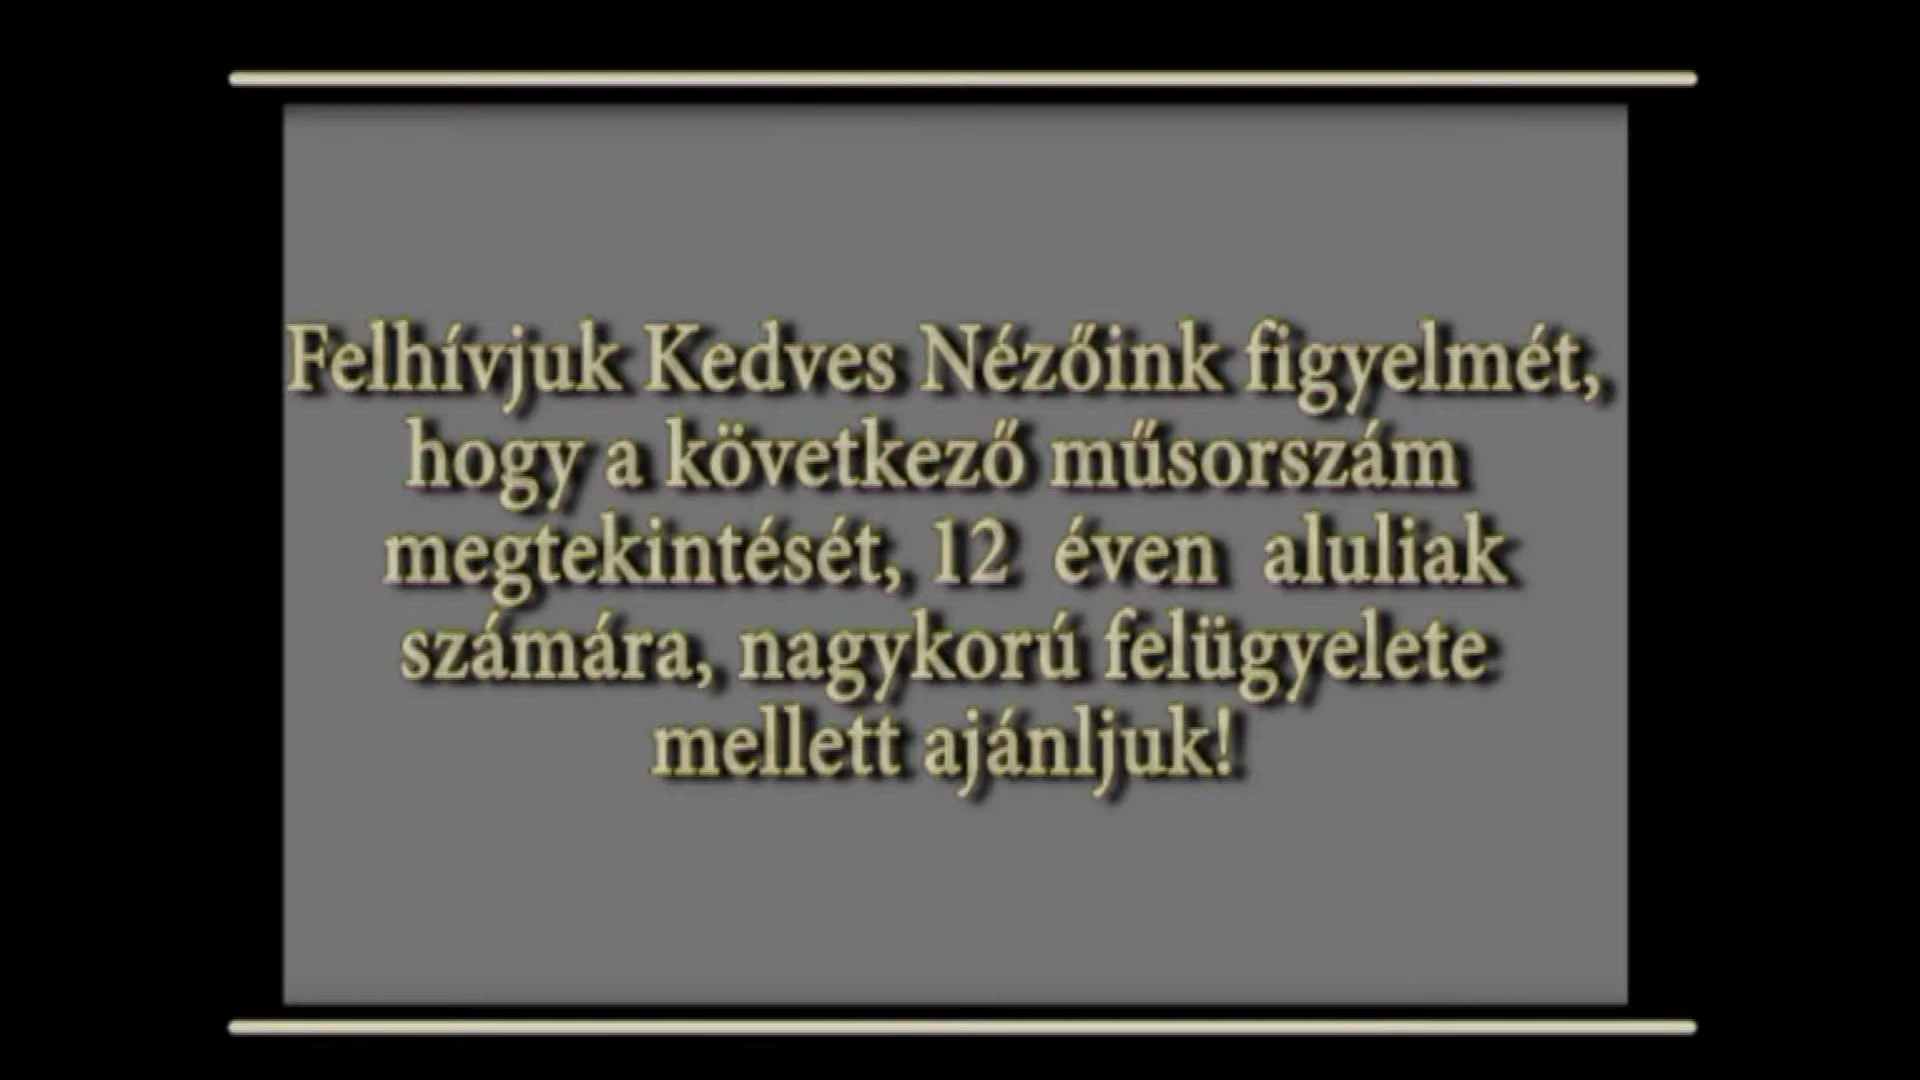 Felhívjuk Kedves Nézőink figyelmét,
hogy a következő műsorszám
megtekintését, 12 éven aluliak
számára, nagykorú felügyelete
mellett ajánljuk!